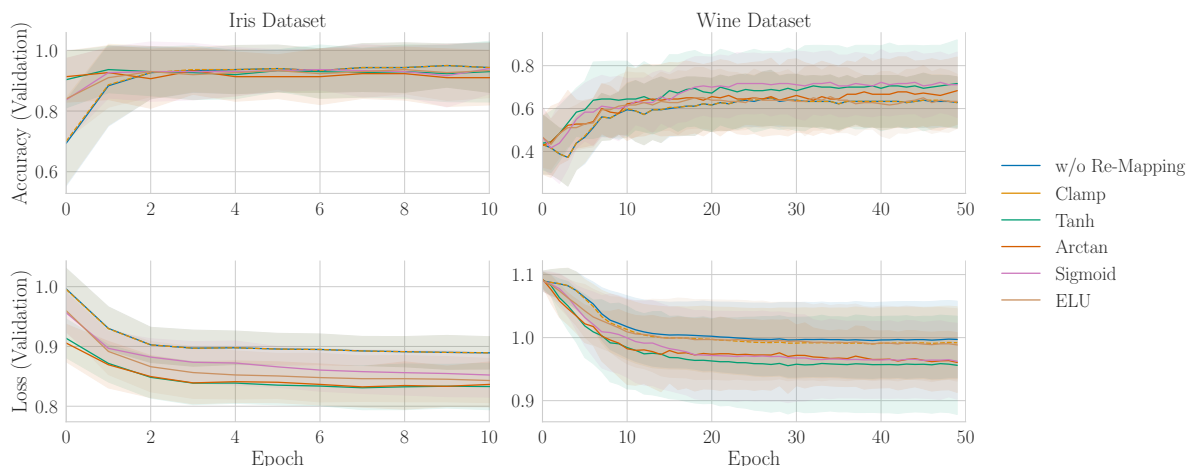 Iris Dataset
Wine Dataset
Accuracy (Validation)
1.0
0.8
0.6
0 2 4 6 8 10
0.8
0.6
0.4
0 10 20 30 40 50
Loss (Validation)
1.0
0.9
0.8
0 2 4 6 8 10
Epoch
1.1
1.0
0.9
0 10 20 30 40 50
Epoch
w/o Re-Mapping
Clamp
Tanh
Arctan
Sigmoid
ELU